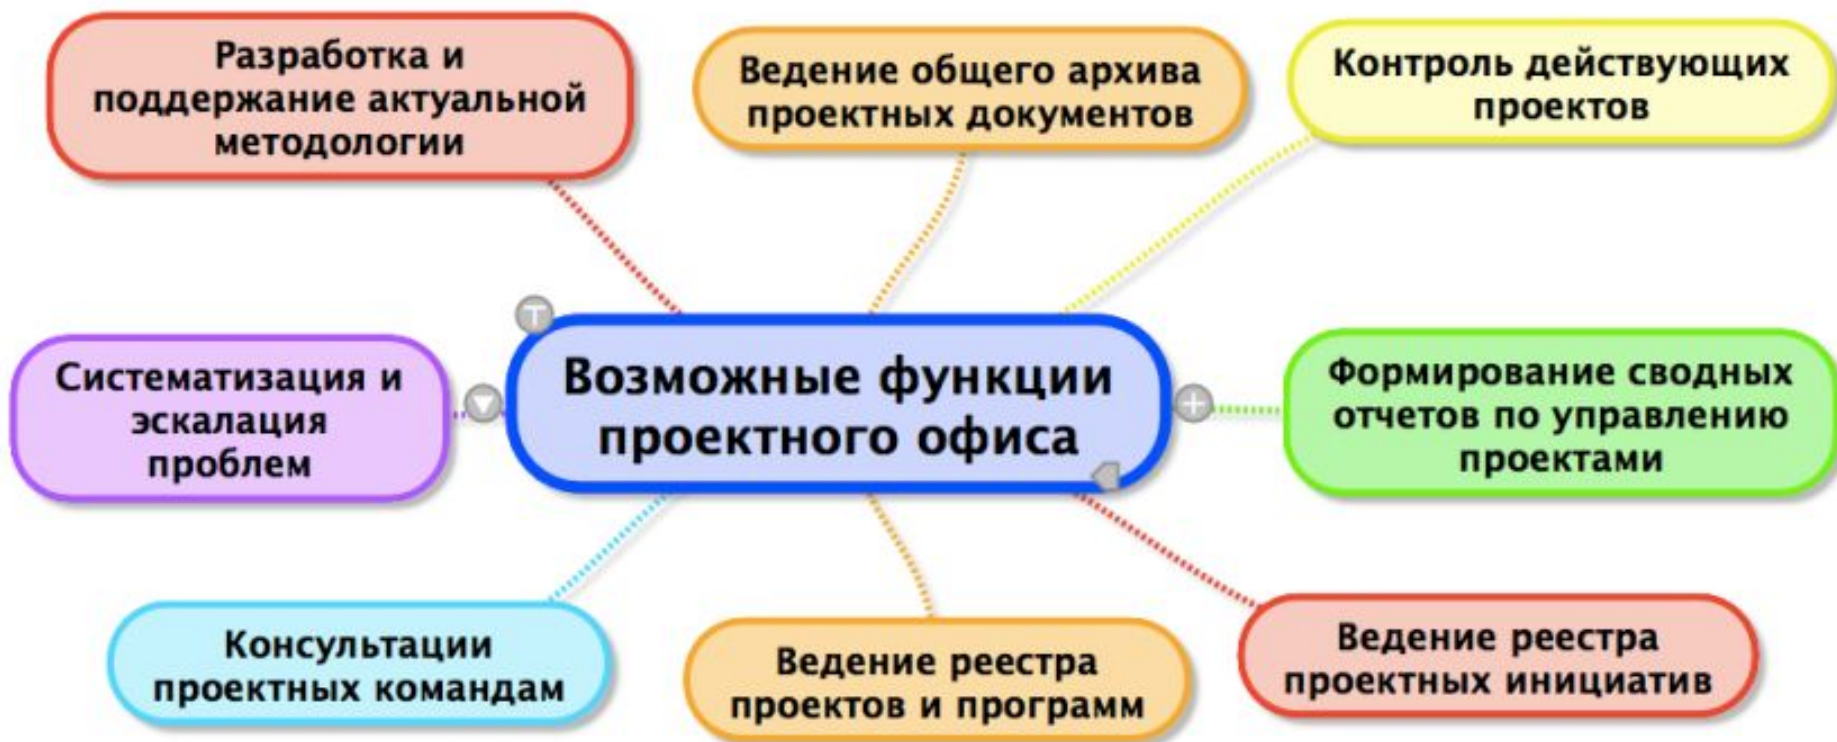 Разработка и
поддержание актуальной
методологии
Ведение общего архива
проектных документов
Контроль действующих
проектов
Систематизация и
эскалация
проблем
Возможные функции
проектного офиса
Формирование сводных
отчетов по управлению
проектами
Консультации
проектных командам
Ведение реестра
проектов и программ
Ведение реестра
проектных инициатив